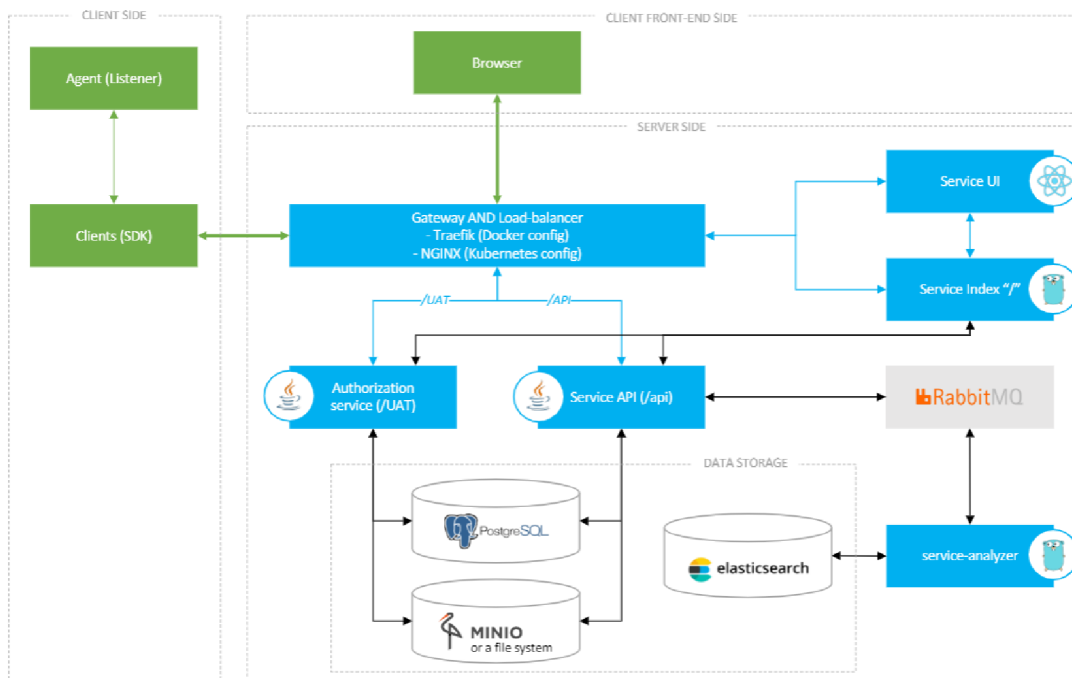 CLIENT SIDE
CLIENT FRONT-END SIDE
Agent (Listener)
Browser
SERVER SIDE
Service UI
Clients (SDK)
Gateway AND Load-balancer
- Traefik (Docker config)
- NGINX (Kubernetes config)
Service Index “/”
/UAT
/API
Authorization
service (/UAT)
Service API (/api)
RabbitMQ
DATA STORAGE
PostgreSQL
elasticsearch
service-analyzer
MINIO
or a file system